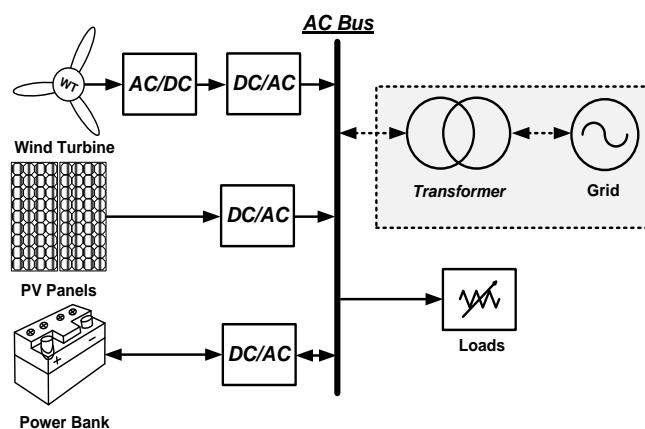 AC Bus
WT
AC/DC
DC/AC
Wind Turbine
Transformer
Grid
DC/AC
PV Panels
Loads
DC/AC
+ −
Power Bank